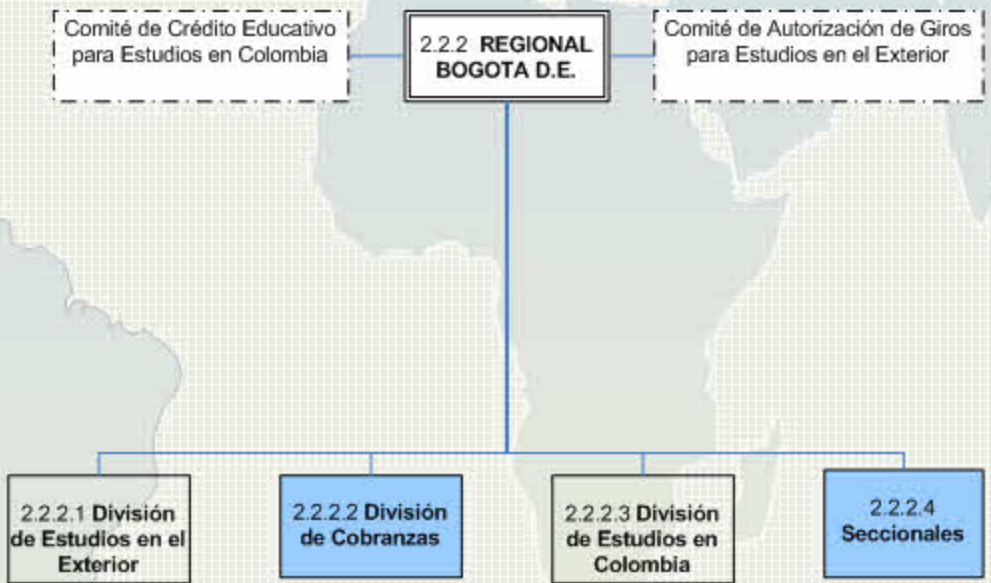 Comité de Crédito Educativo
para Estudios en Colombia
2.2.2 REGIONAL
BOGOTA D.E.
Comité de Autorización de Giros
para Estudios en el Exterior
2.2.2.1 División
de Estudios en el
Exterior
2.2.2.2 División
de Cobranzas
2.2.2.3 División
de Estudios en
Colombia
2.2.2.4
Seccionales